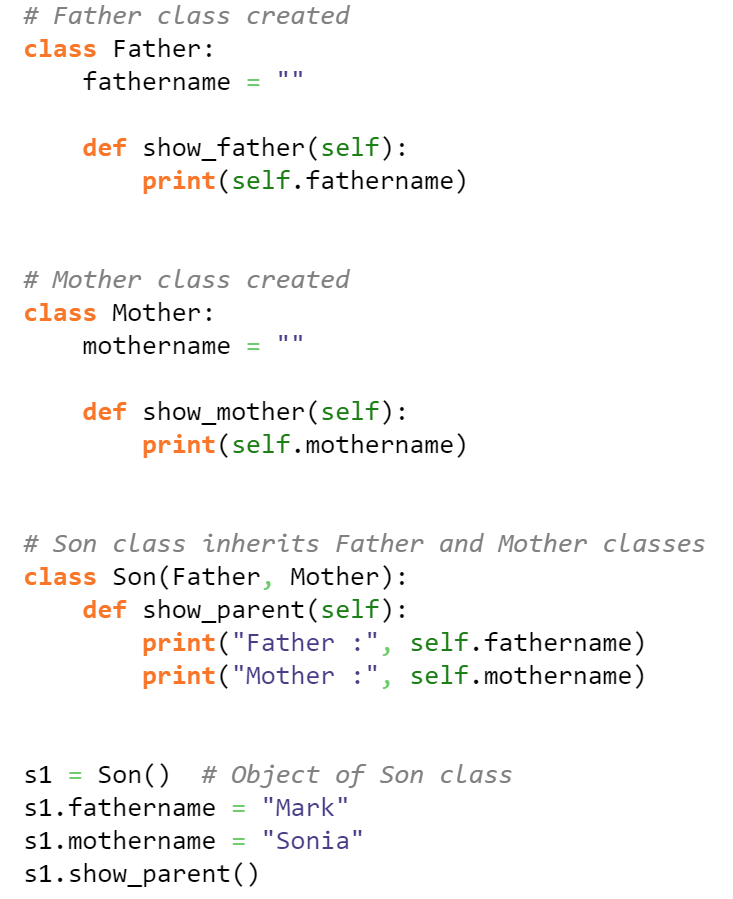 # Father class created
class Father:
    fathername = ""

    def show_father(self):
        print(self.fathername)


# Mother class created
class Mother:
    mothername = ""

    def show_mother(self):
        print(self.mothername)


# Son class inherits Father and Mother classes
class Son(Father, Mother):
    def show_parent(self):
        print("Father :", self.fathername)
        print("Mother :", self.mothername)


s1 = Son()  # Object of Son class
s1.fathername = "Mark"
s1.mothername = "Sonia"
s1.show_parent()